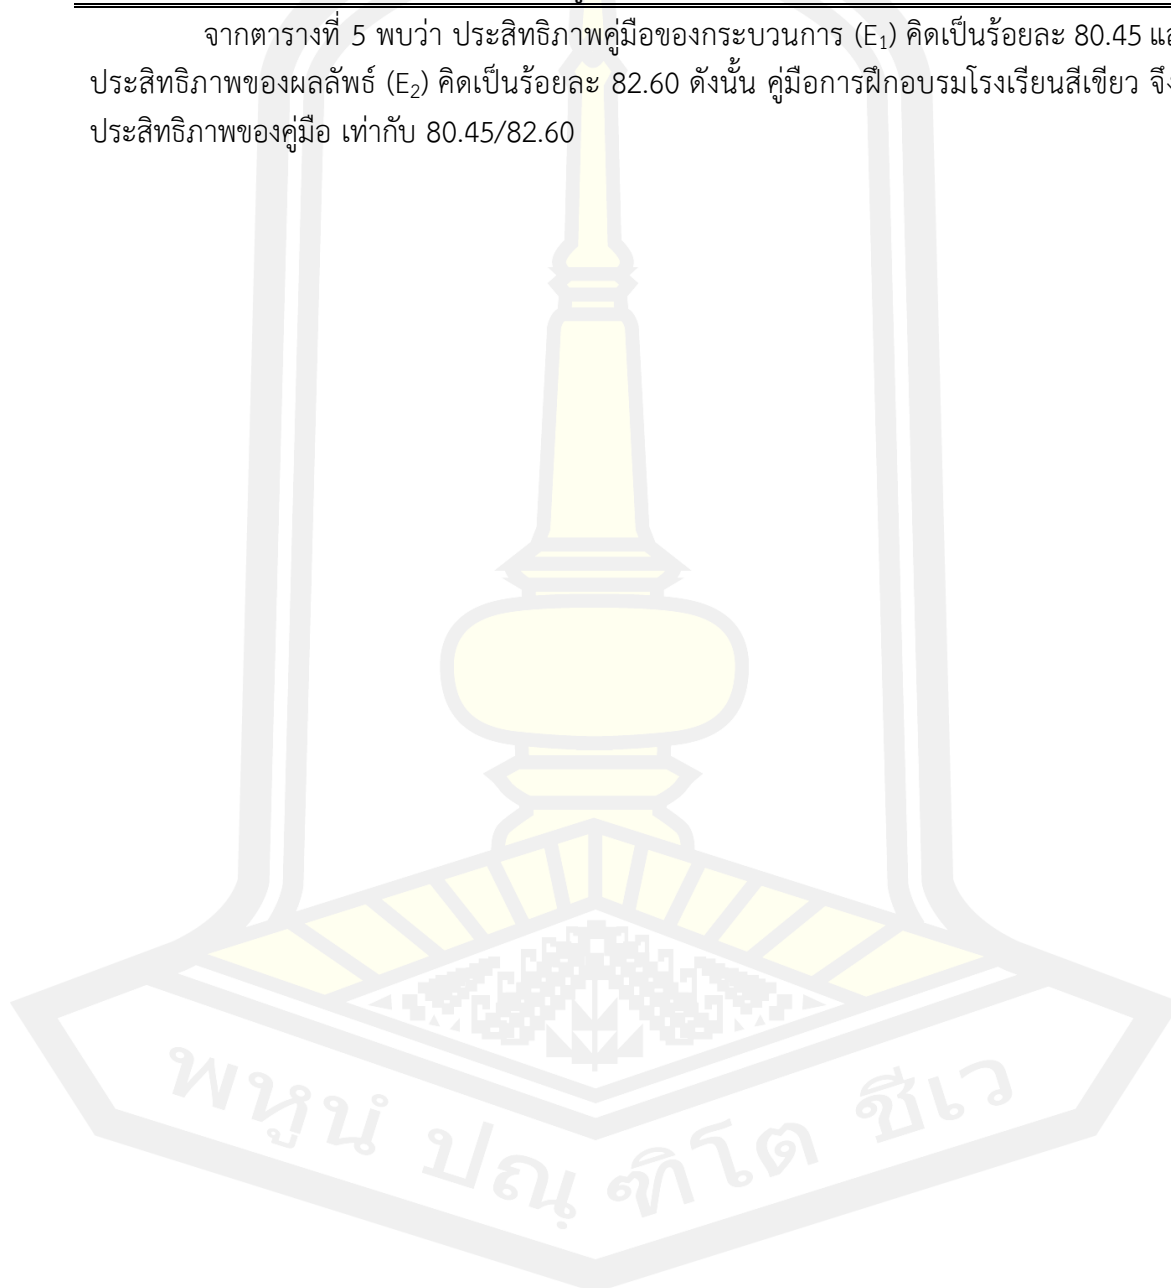 จากตารางที่ 5 พบว่า ประสิทธิภาพคู่มือของกระบวนการ (E₁) คิดเป็นร้อยละ 80.45
ประสิทธิภาพของผลลัพธ์ (E₂) คิดเป็นร้อยละ 82.60 ดังนั้น คู่มือการฝึกอบรมโรงเรียนสีเขียว
ประสิทธิภาพของคู่มือ เท่ากับ 80.45/82.60
พหูนํ ปณฺฑิโต ชีเว